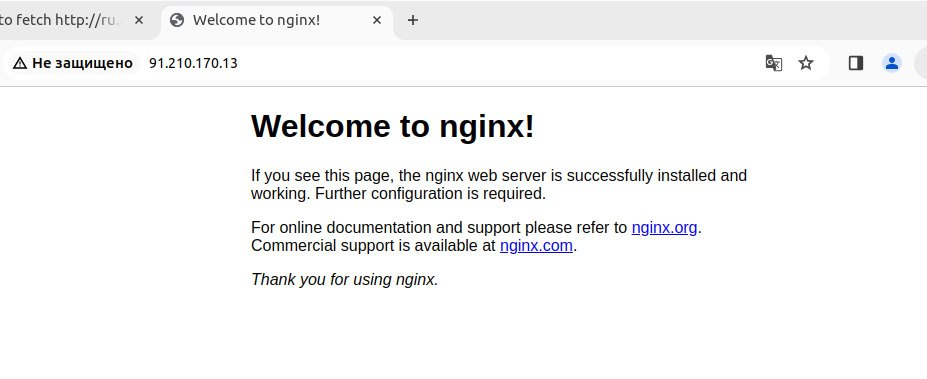 to fetch http://ru. Welcome to nginx!
Не защищено 91.210.170.13
Welcome to nginx!
If you see this page, the nginx web server is successfully installed and
working. Further configuration is required.
For online documentation and support please refer to nginx.org.
Commercial support is available at nginx.com.
Thank you for using nginx.